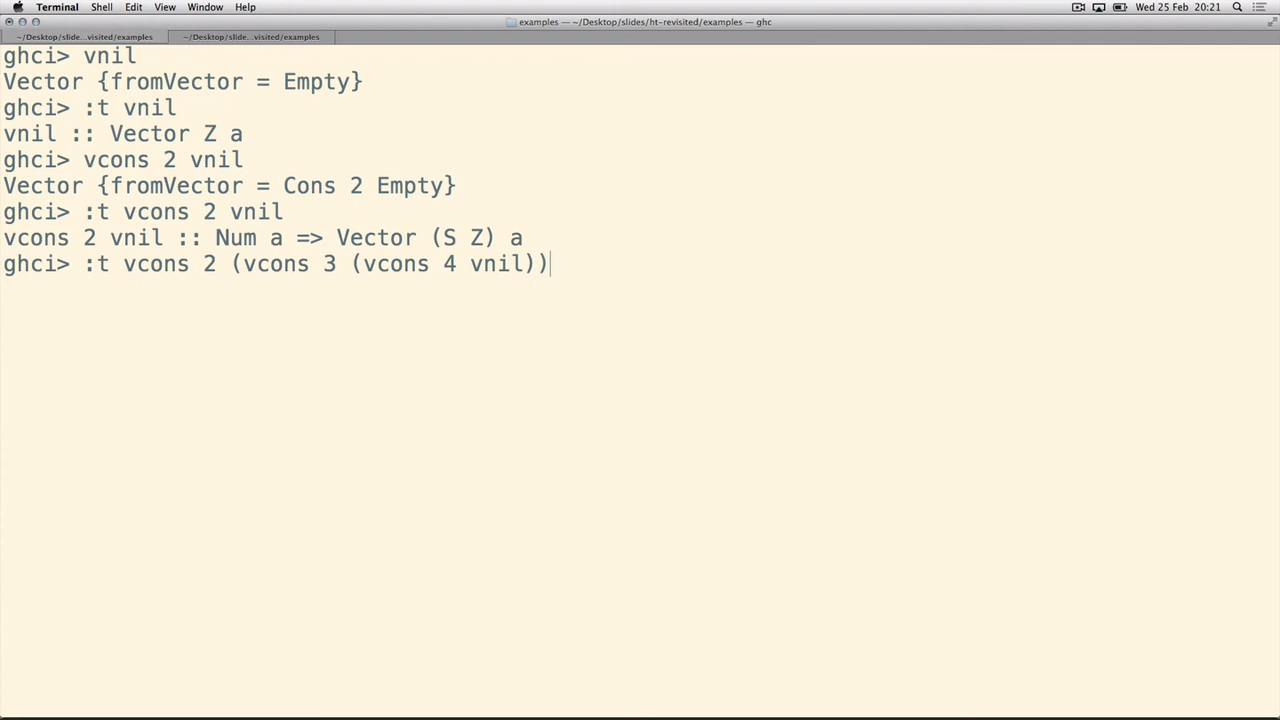 Terminal Shell Edit View Window Help Wed 25 Feb 20:21
examples — ~/Desktop/slides/ht-revisited/examples — ghc
~/Desktop/slide...visited/examples ~/Desktop/slide...visited/examples
ghci> vnil
Vector {fromVector = Empty}
ghci> :t vnil
vnil :: Vector Z a
ghci> vcons 2 vnil
Vector {fromVector = Cons 2 Empty}
ghci> :t vcons 2 vnil
vcons 2 vnil :: Num a => Vector (S Z) a
ghci> :t vcons 2 (vcons 3 (vcons 4 vnil))